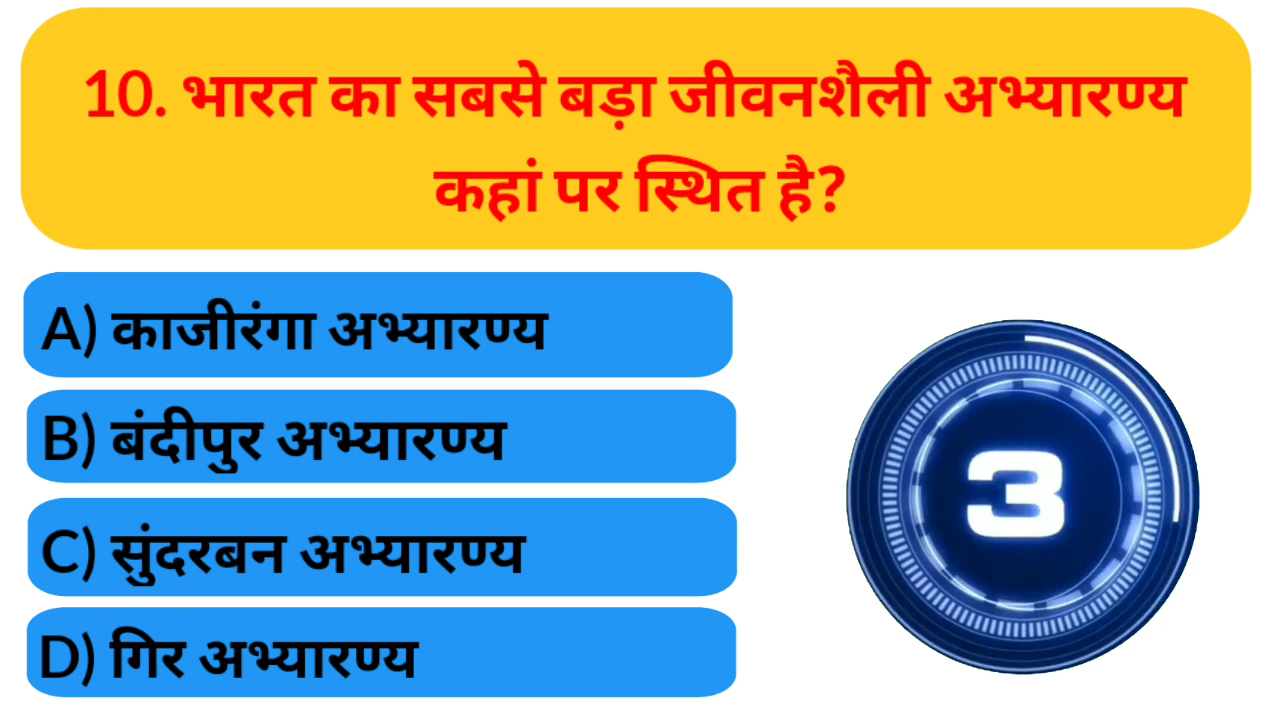 10. भारत का सबसे बड़ा जीवनशैली अभ्यारण्य
कहां पर स्थित है?
A) काजीरंगा अभ्यारण्य
B) बंदीपुर अभ्यारण्य
C) सुंदरबन अभ्यारण्य
D) गिर अभ्यारण्य
3